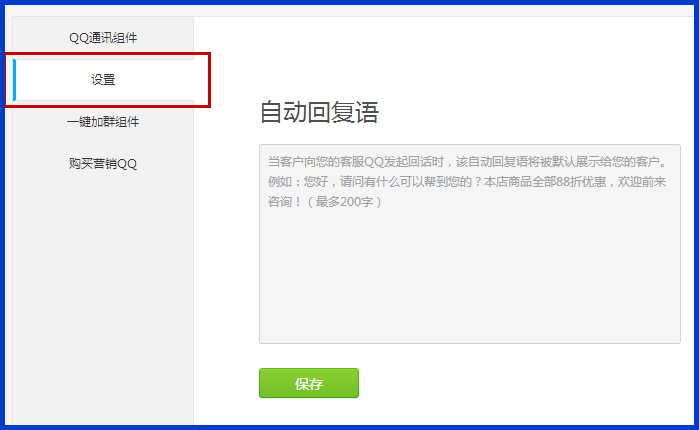 QQ通讯组件
设置
一键加群组件
购买营销QQ
自动回复语
当客户向您的客服QQ发起回话时，该自动回复语将被默认展示给您的客户。
例如：您好，请问有什么可以帮到您的？本店商品全部88折优惠，欢迎前来
咨询！（最多200字）
保存